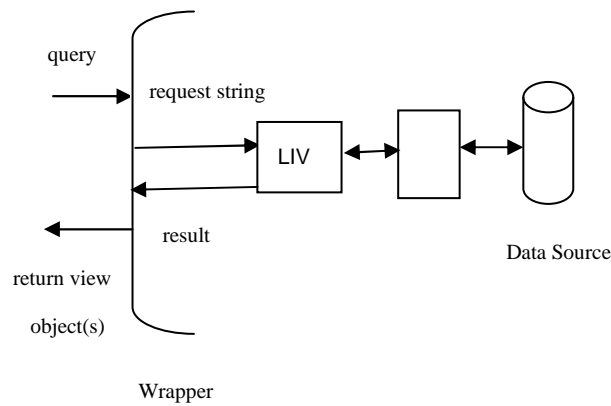 query
request string
LIV
result
Data Source
return view
object(s)
Wrapper